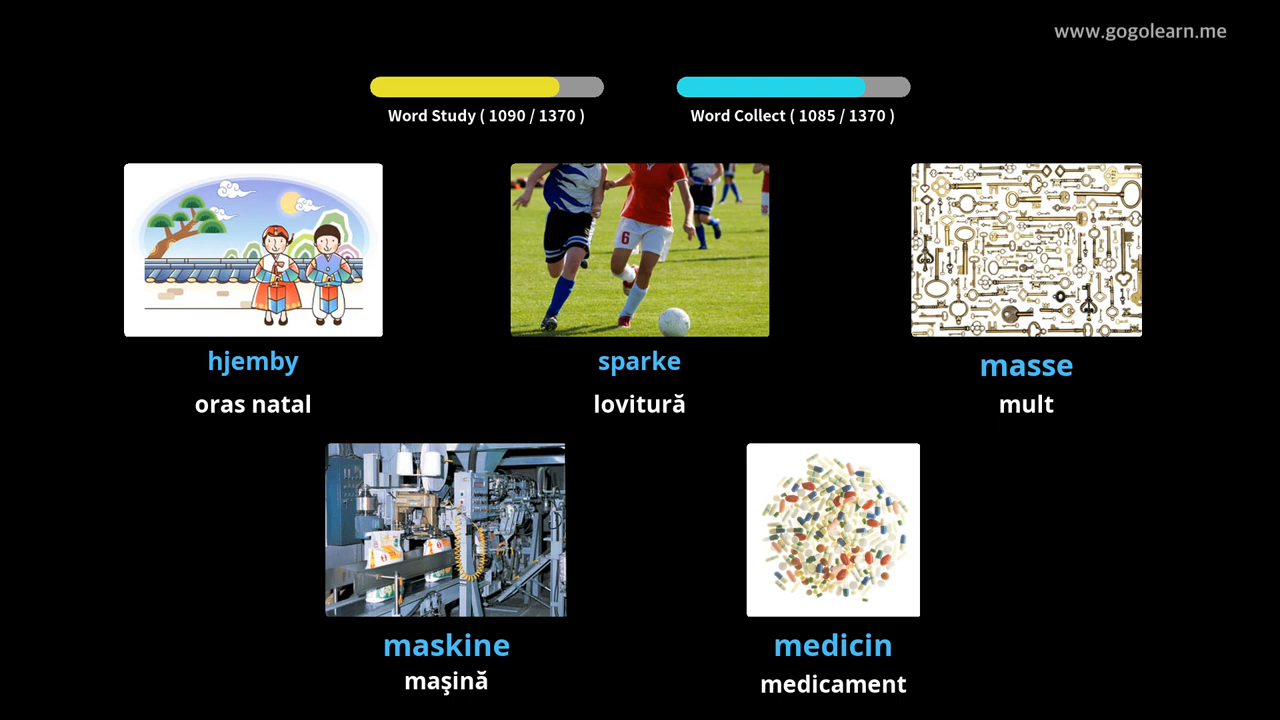 www.gogolearn.me
Word Study ( 1090 / 1370 )
Word Collect ( 1085 / 1370 )
hjemby
sparke
masse
oras natal
lovitură
mult
6
maskine
medicin
maşină
medicament